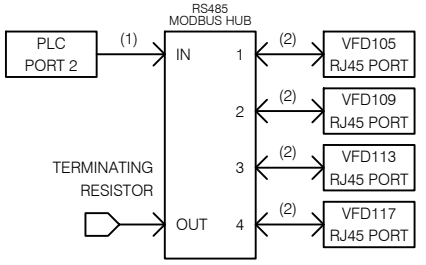 RS485
MODBUS HUB
PLC
PORT 2
(1)
IN
1
(2)
VFD105
RJ45 PORT
2
(2)
VFD109
RJ45 PORT
TERMINATING
RESISTOR
3
(2)
VFD113
RJ45 PORT
OUT
4
(2)
VFD117
RJ45 PORT